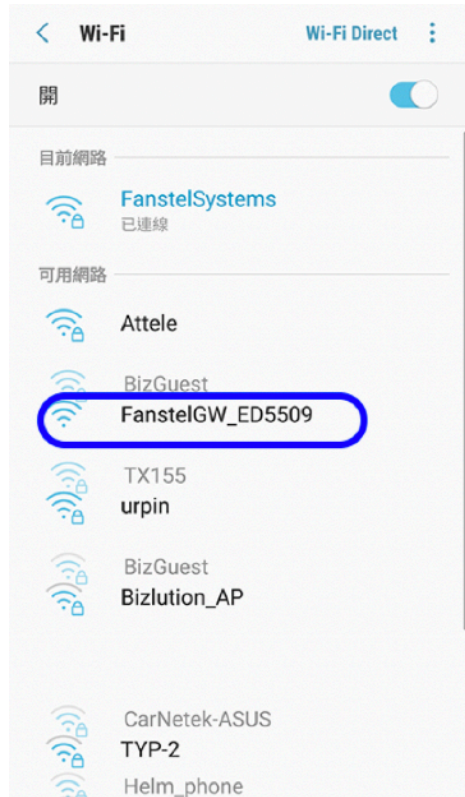 Wi-Fi
Wi-Fi Direct
開
目前網路
FanstelSystems
已連線
可用網路
Attele
BizGuest
FanstelGW_ED5509
TX155
urpin
BizGuest
Bizlution_AP
CarNetek-ASUS
TYP-2
Helm_phone